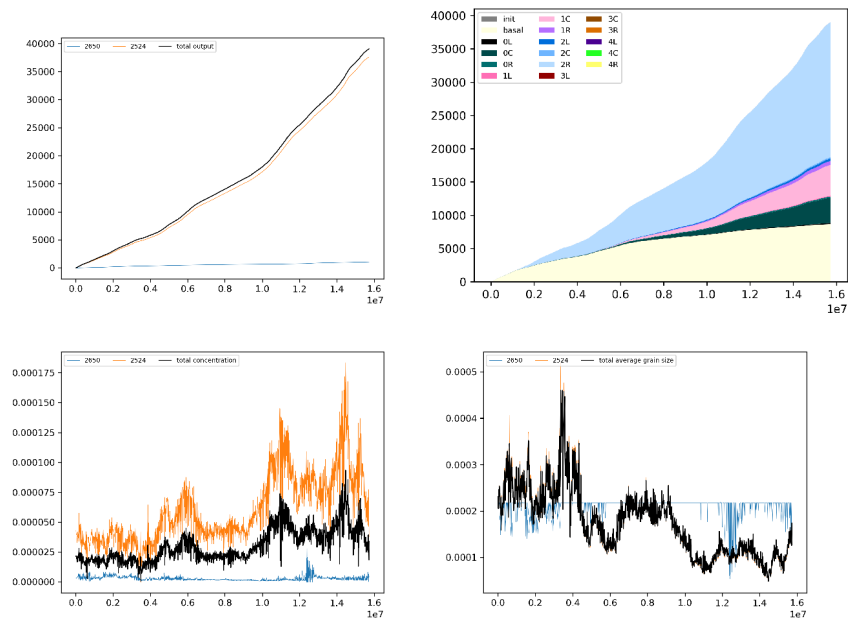 2650 2524 total output
40000
35000
30000
25000
20000
15000
10000
5000
0
0.0 0.2 0.4 0.6 0.8 1.0 1.2 1.4 1.6
1e7
init 1C 3C
basal 1R 3R
0L 2L 4L
0C 2C 4C
0R 2R 4R
1L 3L
40000
35000
30000
25000
20000
15000
10000
5000
0
0.0 0.2 0.4 0.6 0.8 1.0 1.2 1.4 1.6
1e7
2650 2524 total concentration
0.000175
0.000150
0.000125
0.000100
0.000075
0.000050
0.000025
0.000000
0.0 0.2 0.4 0.6 0.8 1.0 1.2 1.4 1.6
1e7
2650 2524 total average grain size
0.0005
0.0004
0.0003
0.0002
0.0001
0.0 0.2 0.4 0.6 0.8 1.0 1.2 1.4 1.6
1e7